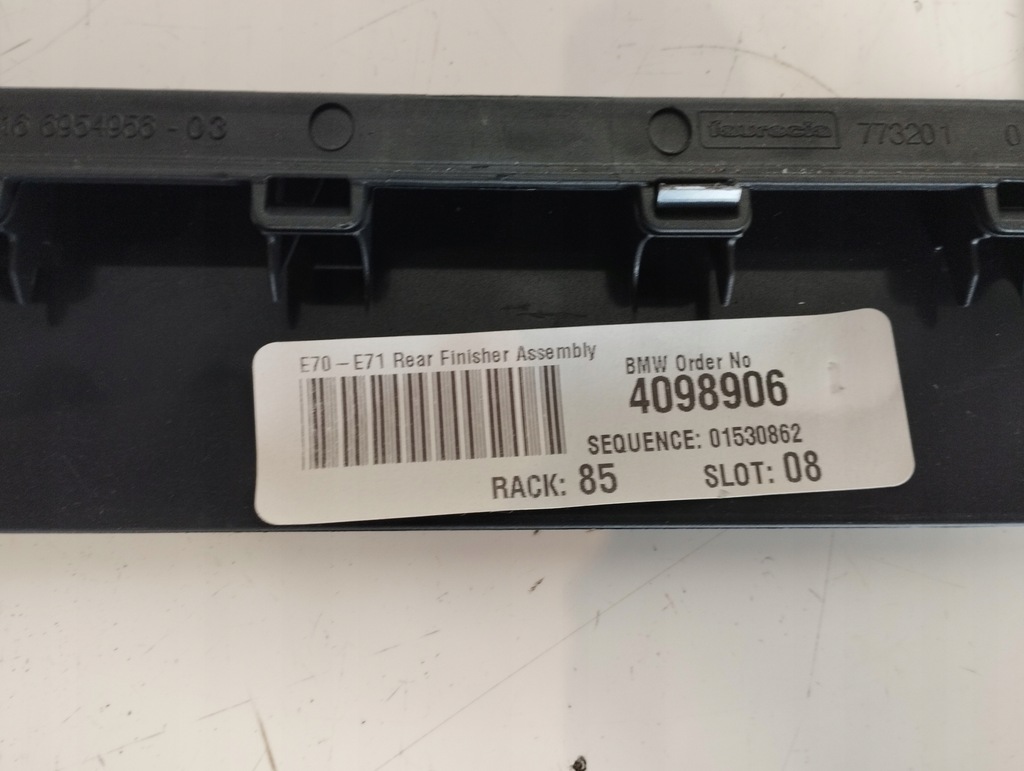 6954956-03
faurecia
773201
E70-E71 Rear Finisher Assembly
BMW Order No
4098906
SEQUENCE: 01530862
RACK: 85
SLOT: 08